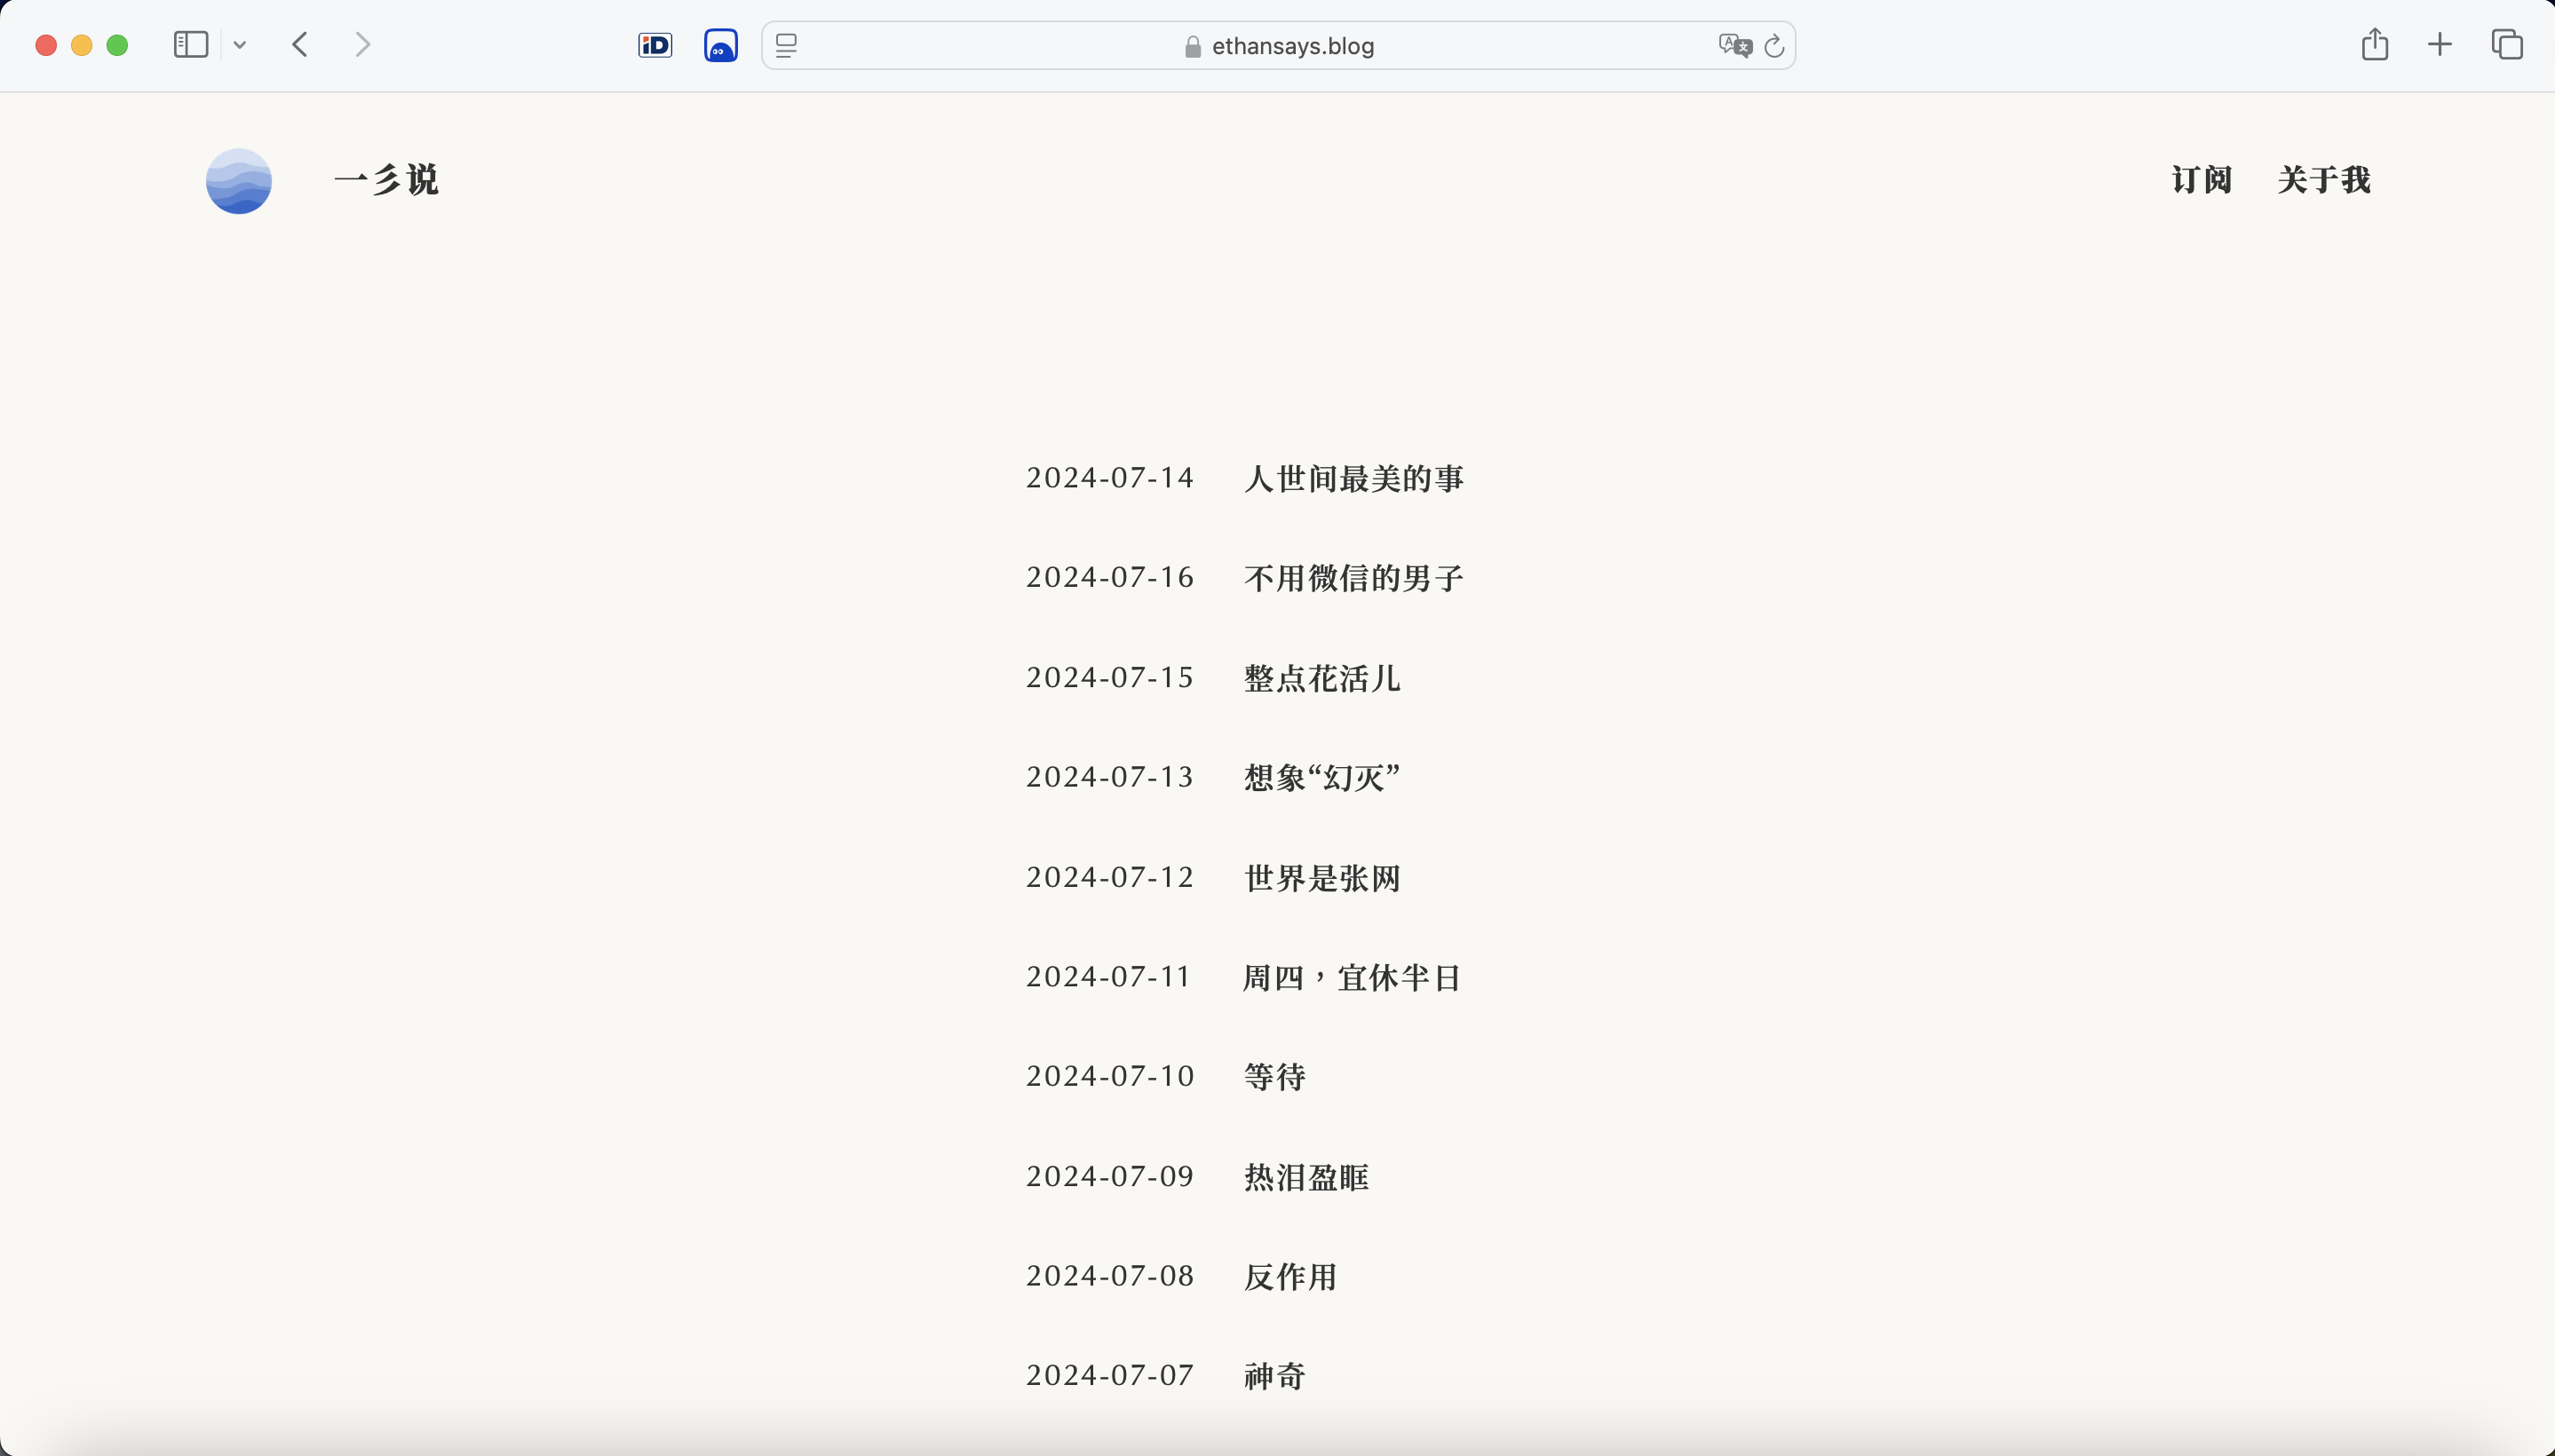 ethansays.blog
一彡说
订阅 关于我
2024-07-14 人世间最美的事
2024-07-16 不用微信的男子
2024-07-15 整点花活儿
2024-07-13 想象“幻灭”
2024-07-12 世界是张网
2024-07-11 周四，宜休半日
2024-07-10 等待
2024-07-09 热泪盈眶
2024-07-08 反作用
2024-07-07 神奇